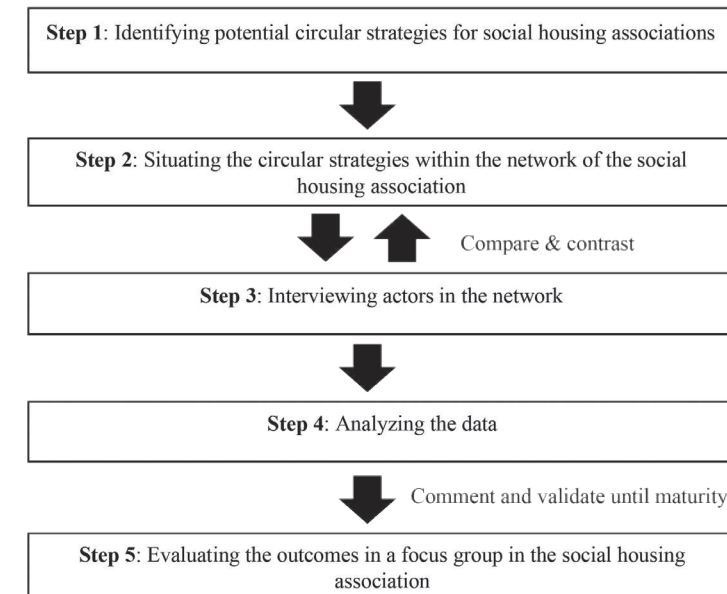 Step 1: Identifying potential circular strategies for social housing associations
Step 2: Situating the circular strategies within the network of the social
housing association
Compare & contrast
Step 3: Interviewing actors in the network
Step 4: Analyzing the data
Comment and validate until maturity
Step 5: Evaluating the outcomes in a focus group in the social housing
association